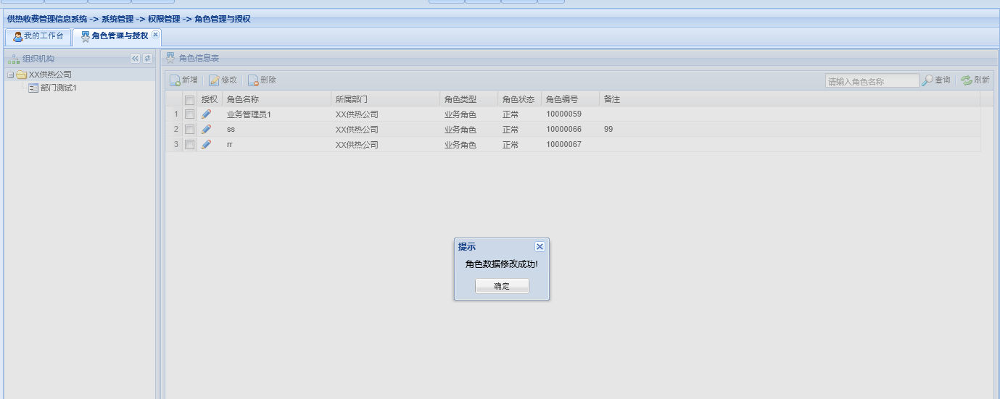 供热收费管理信息系统 -> 系统管理 -> 权限管理 -> 角色管理与授权
我的工作台 角色管理与授权
组织机构
XX供热公司
部门测试1
角色信息表
新增 修改 删除 请输入角色名称 查询 刷新
授权 角色名称 所属部门 角色类型 角色状态 角色编号 备注
1 业务管理员1 XX供热公司 业务角色 正常 10000059
2 ss XX供热公司 业务角色 正常 10000066 99
3 rr XX供热公司 业务角色 正常 10000067
提示
角色数据修改成功!
确定